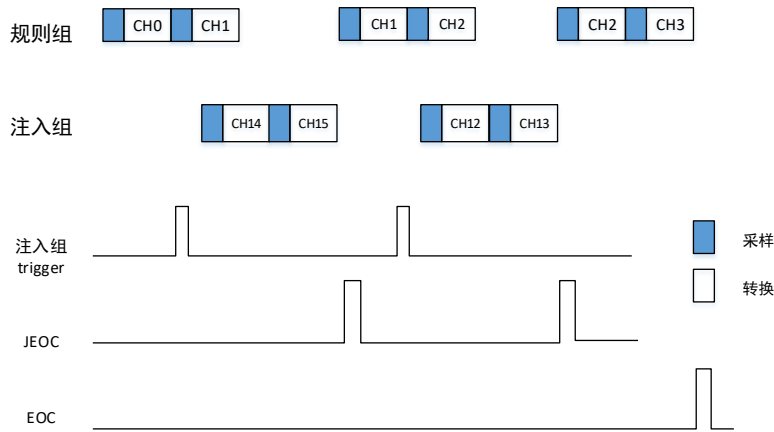 规则组
CH0
CH1
CH1
CH2
CH2
CH3
注入组
CH14
CH15
CH12
CH13
注入组
trigger
采样
转换
JEOC
EOC